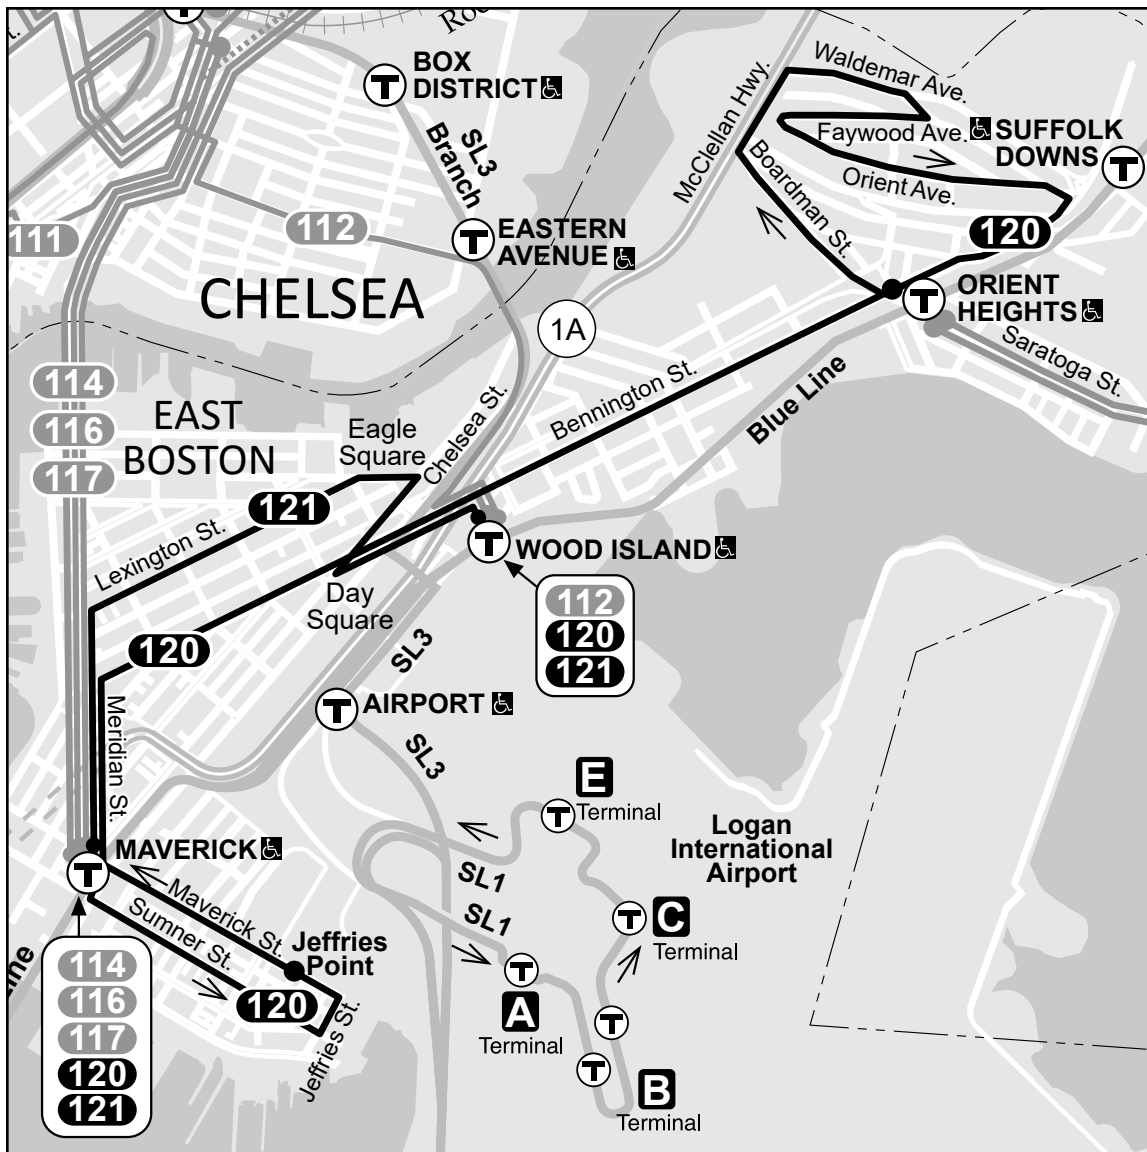 BOX
DISTRICT
SL3
Branch
McClellan Hwy.
Waldemar Ave.
Faywood Ave.
SUFFOLK
DOWNS
Orient Ave.
Boardman St.
111
112
EASTERN
AVENUE
120
CHELSEA
ORIENT
HEIGHTS
1A
Saratoga St.
114
116
117
EAST
BOSTON
Eagle
Square
Chelsea St.
Bennington St.
Blue Line
121
Lexington St.
WOOD ISLAND
Day
Square
112
120
121
120
SL3
AIRPORT
Meridian St.
SL3
E
Terminal
Logan
International
Airport
MAVERICK
SL1
SL1
Maverick St.
Sumner St.
Jeffries
Point
C
Terminal
120
Jeffries St.
A
Terminal
B
Terminal
114
116
117
120
121